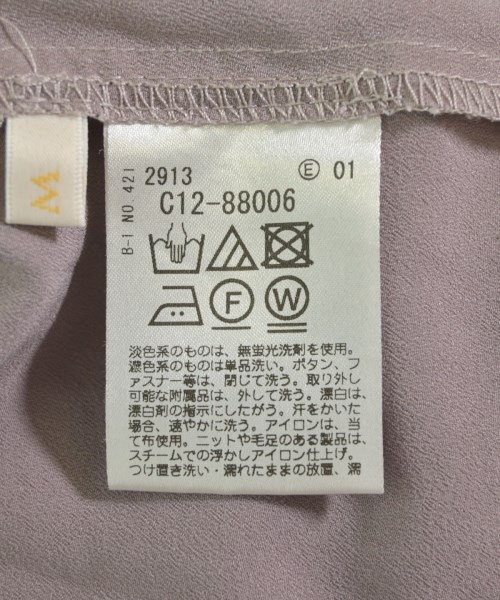 2913 Ⓔ 01
C12-88006
B-I NO 421
W
F W
淡色系のものは、無蛍光洗剤を使用。
濃色系のものは単品洗い。ボタン、フ
ァスナー等は、閉じて洗う。取り外し
可能な附属品は、外して洗う。漂白は、
漂白剤の指示にしたがう。汗をかいた
場合、速やかに洗う。アイロンは、当
て布使用。ニットや毛足のある製品は、
スチームでの浮かしアイロン仕上げ。
つけ置き洗い・濡れたままの放置、濡